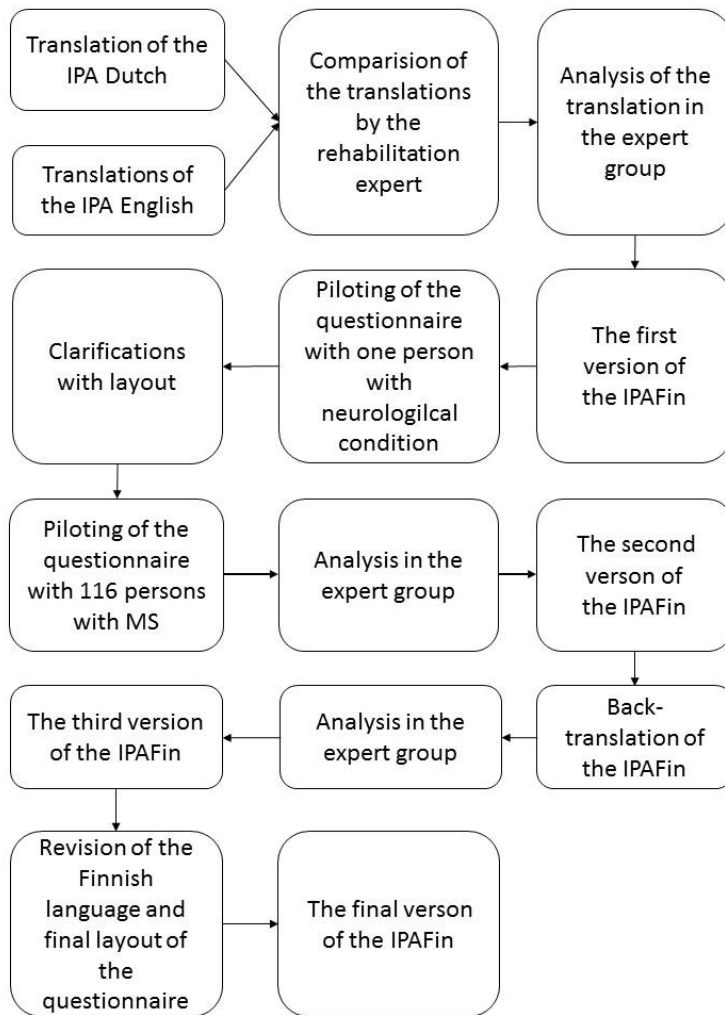 Translation of the
IPA Dutch
Translations of
the IPA English
Comparision of
the translations
by the
rehabilitation
expert
Analysis of the
translation in
the expert
group
The first
version of
the IPAFin
Piloting of the
questionnaire
with one person
with
neurologilcal
condition
Clarifications
with layout
Piloting of the
questionnaire
with 116 persons
with MS
Analysis in the
expert group
The second
verson of
the IPAFin
Back-
translation of
the IPAFin
Analysis in the
expert group
The third version
of the IPAFin
Revision of the
Finnish
language and
final layout of
the
questionnaire
The final verson
of the IPAFin